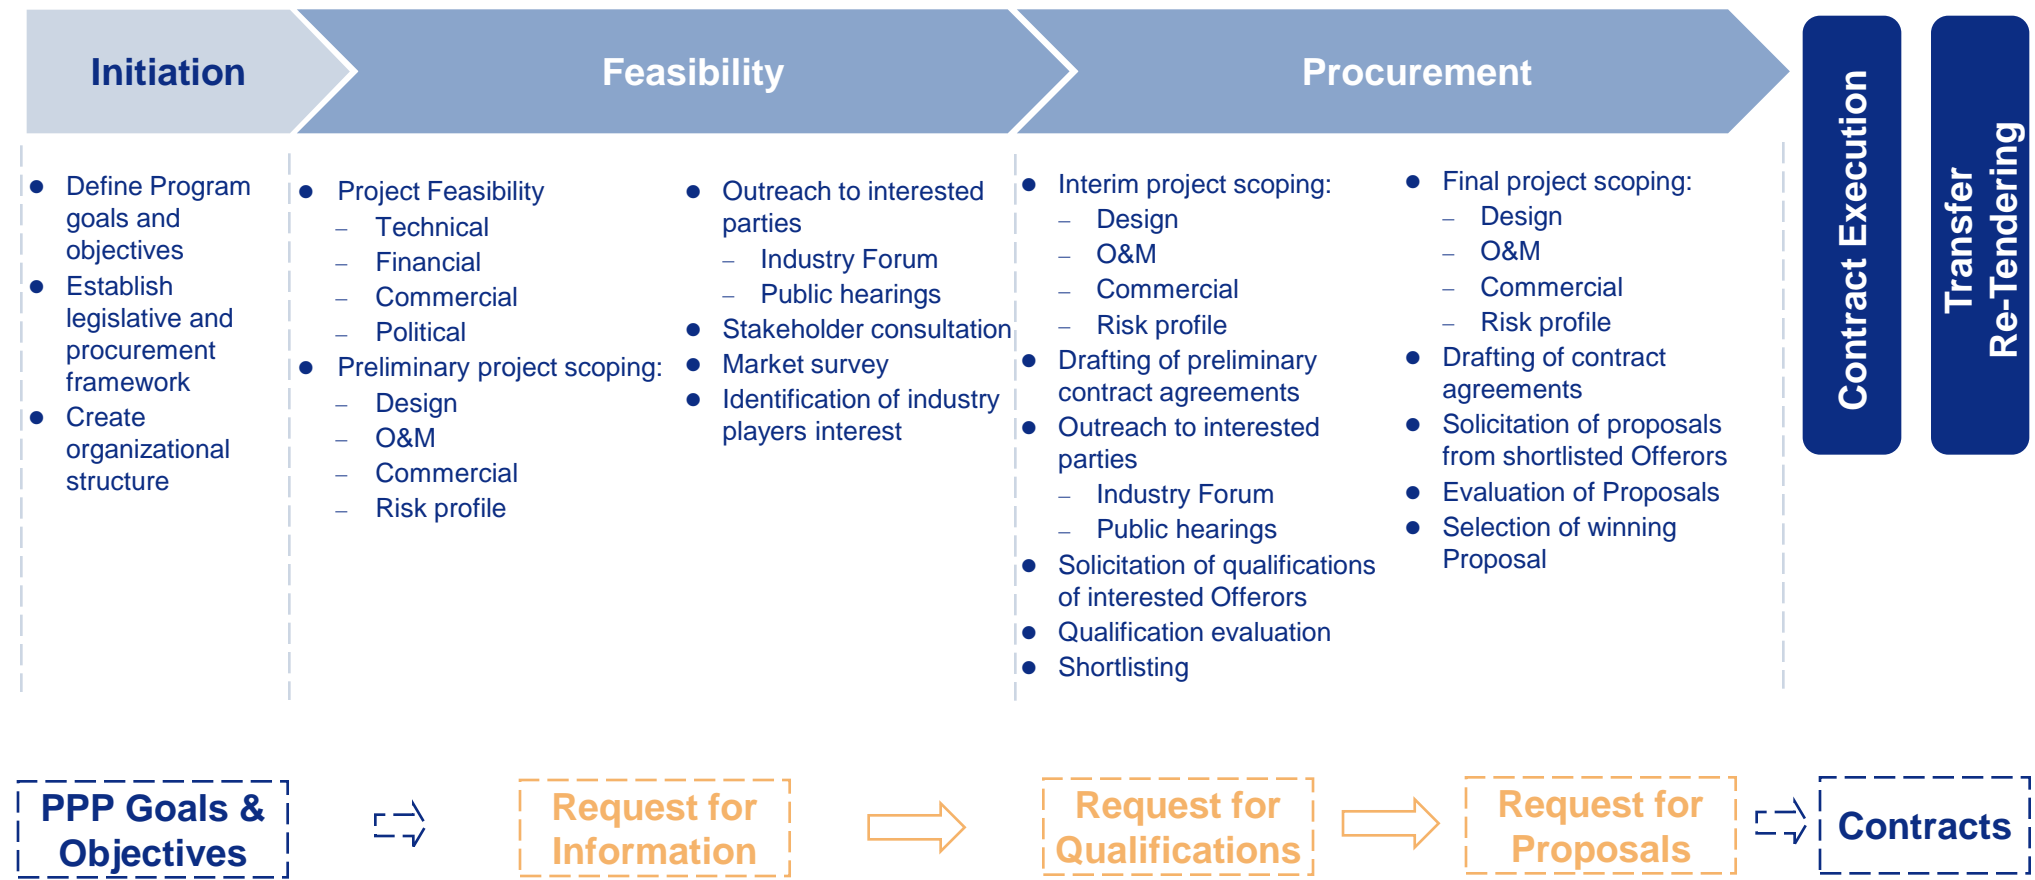 Initiation
Feasibility
Procurement
Contract Execution
Transfer
Re-Tendering
● Define Program
goals and
objectives
● Establish
legislative and
procurement
framework
● Create
organizational
structure
● Project Feasibility
– Technical
– Financial
– Commercial
– Political
● Preliminary project scoping:
– Design
– O&M
– Commercial
– Risk profile
● Outreach to interested
parties
– Industry Forum
– Public hearings
● Stakeholder consultation
● Market survey
● Identification of industry
players interest
● Interim project scoping:
– Design
– O&M
– Commercial
– Risk profile
● Drafting of preliminary
contract agreements
● Outreach to interested
parties
– Industry Forum
– Public hearings
● Solicitation of qualifications
of interested Offerors
● Qualification evaluation
● Shortlisting
● Final project scoping:
– Design
– O&M
– Commercial
– Risk profile
● Drafting of contract
agreements
● Solicitation of proposals
from shortlisted Offerors
● Evaluation of Proposals
● Selection of winning
Proposal
PPP Goals &
Objectives
Request for
Information
Request for
Qualifications
Request for
Proposals
Contracts